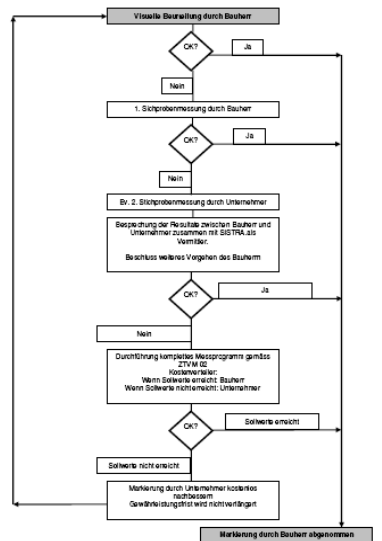 Visuelle Beurteilung durch Bauherr
OK?
Ja
Nein
1. Stichprobenmessung durch Bauherr
OK?
Ja
Nein
Ev. 2. Stichprobenmessung durch Unternehmer
Besprechung der Resultate zwischen Bauherr und
Unternehmer zusammen mit SISTRA als
Vermittler.
Beschluss weiteres Vorgehen des Bauherrn
OK?
Ja
Nein
Durchführung komplettes Messprogramm gemäss
ZTV M 02
Kostenverteiler:
Wenn Sollwerte erreicht: Bauherr
Wenn Sollwerte nicht erreicht: Unternehmer
OK?
Sollwerte erreicht
Sollwerte nicht erreicht
Markierung durch Unternehmer kostenlos
nachbessern
Gewährleistungsfrist wird nicht verlängert
Markierung durch Bauherr abgenommen